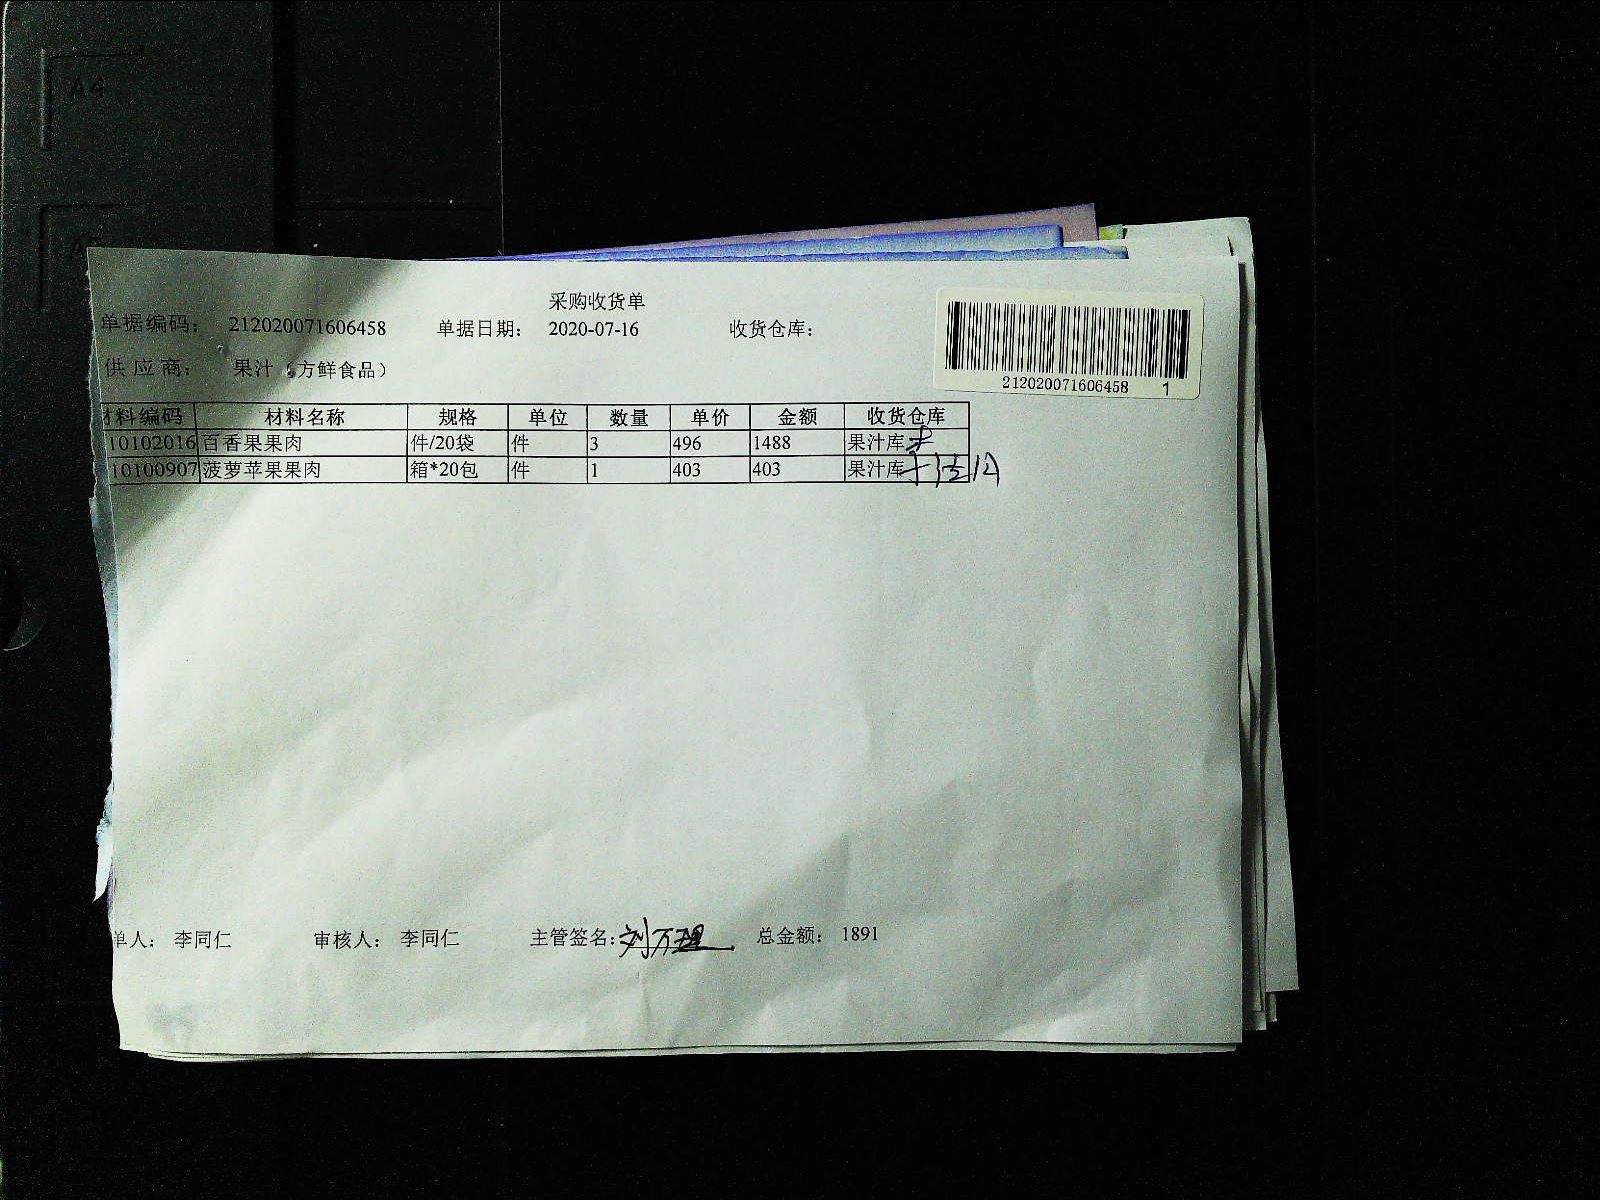 A4
采购收货单
单据编码： 212020071606458 单据日期： 2020-07-16 收货仓库：
212020071606458 1
供应商： 果汁（方鲜食品）
材料编码 材料名称 规格 单位 数量 单价 金额 收货仓库
10102016 百香果果肉 件/20袋 件 3 496 1488 果汁库
10100907 菠萝苹果果肉 箱*20包 件 1 403 403 果汁库
单人： 李同仁 审核人： 李同仁 主管签名： 总金额： 1891